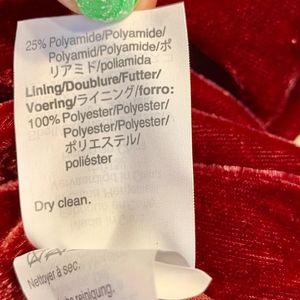 25% Polyamide/Polyamide/
Polyamid/Polyamide/ポ
リアミド/poliamida
Lining/Doublure/Futter/
Voering/ライニング/forro:
100% Polyester/Polyester/
Polyester/Polyester/
ポリエステル/
poliéster
Dry clean.
Nettoyer à sec.
reinigung.